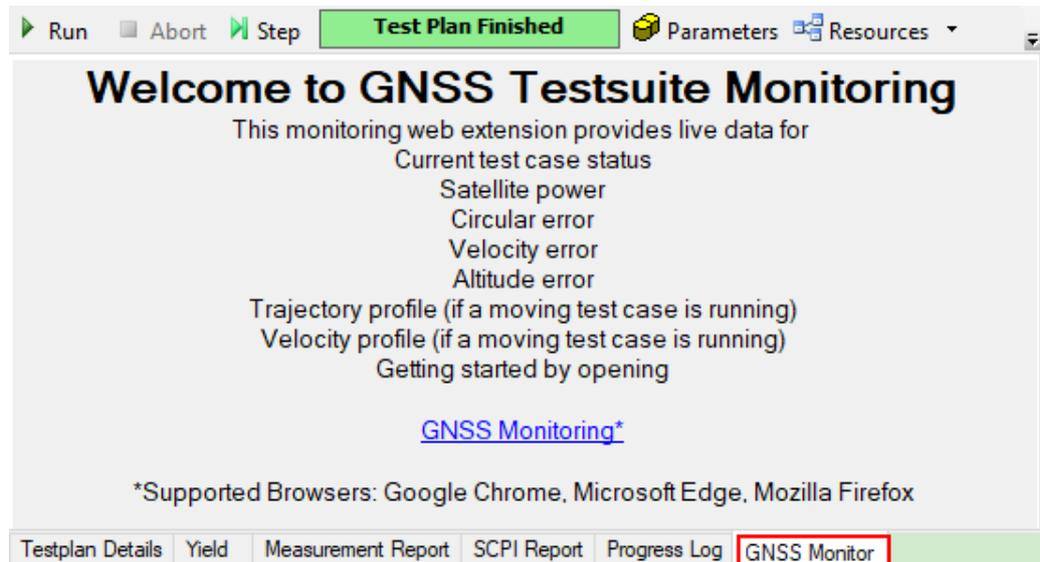 Run Abort Step Test Plan Finished Parameters Resources
Welcome to GNSS Testsuite Monitoring
This monitoring web extension provides live data for
Current test case status
Satellite power
Circular error
Velocity error
Altitude error
Trajectory profile (if a moving test case is running)
Velocity profile (if a moving test case is running)
Getting started by opening
GNSS Monitoring*
*Supported Browsers: Google Chrome, Microsoft Edge, Mozilla Firefox
Testplan Details Yield Measurement Report SCPI Report Progress Log GNSS Monitor